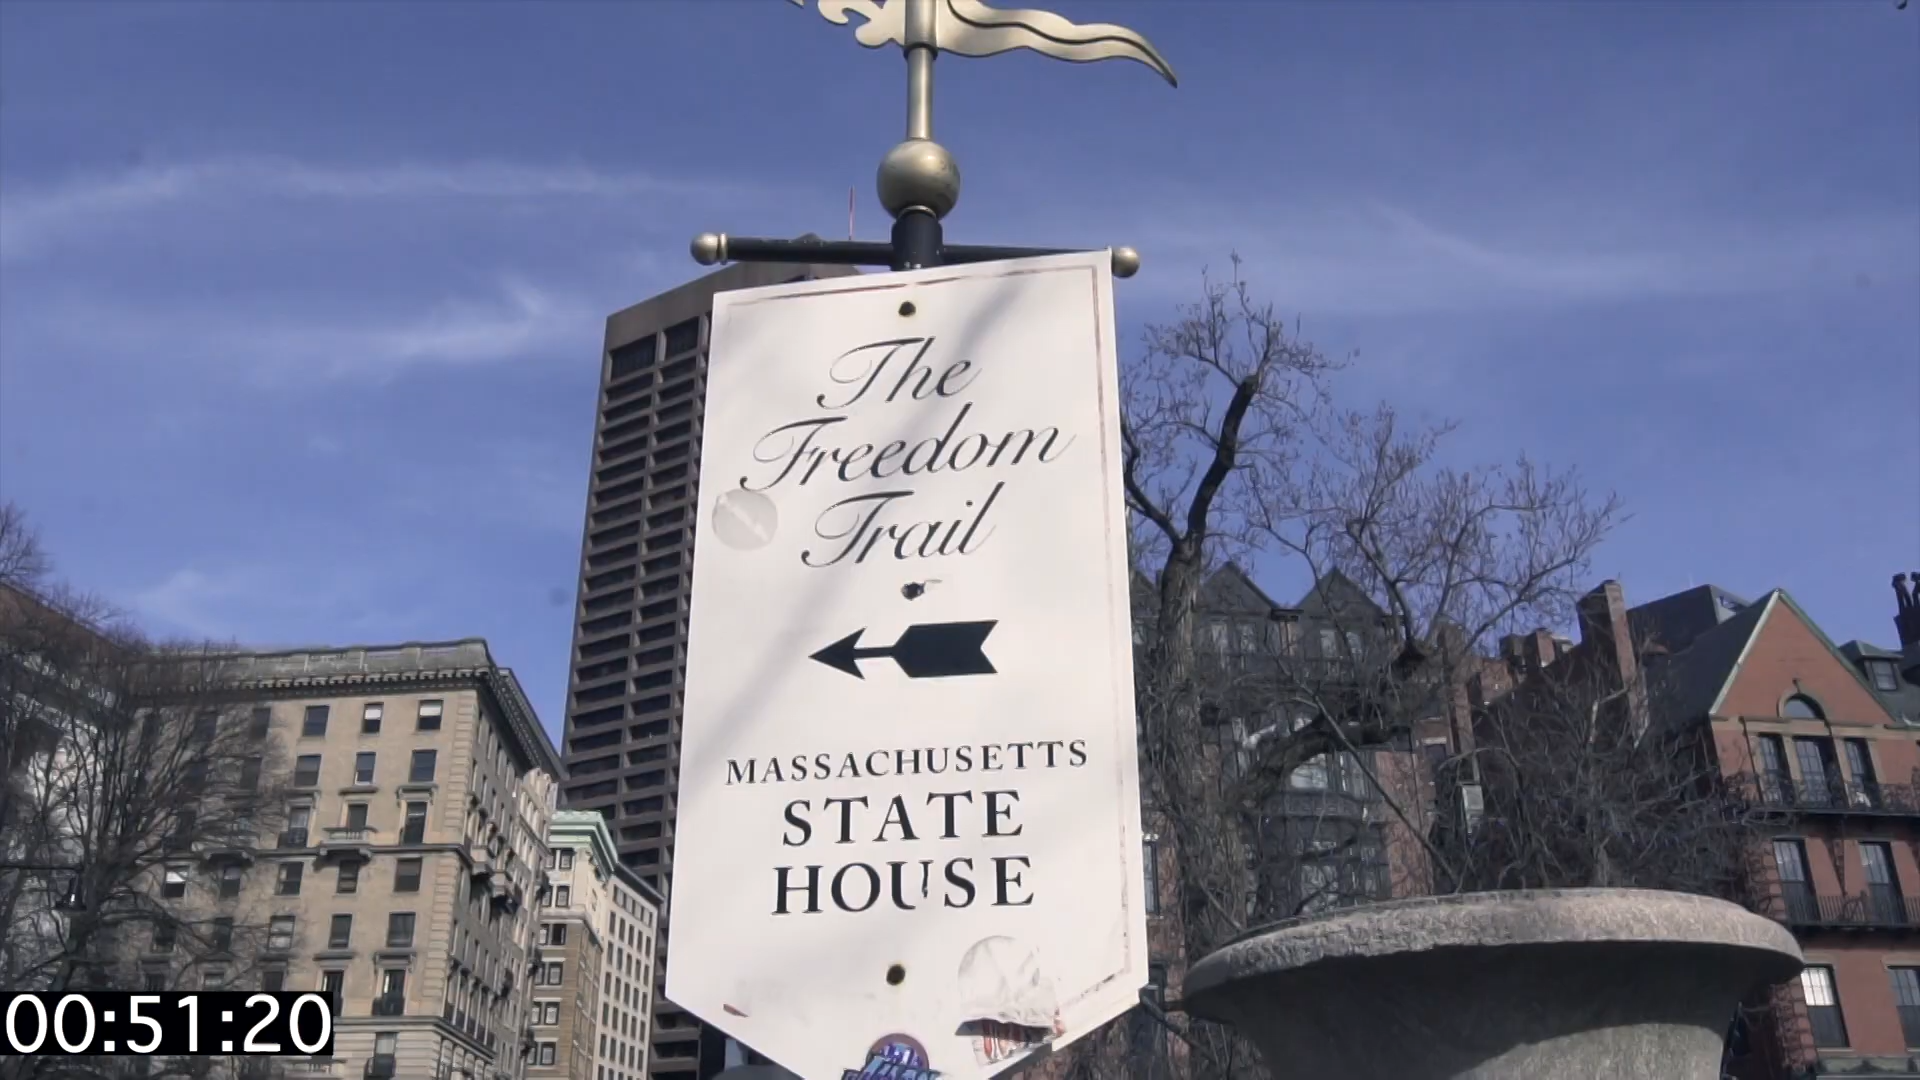 The
Freedom
Trail
MASSACHUSETTS
STATE
HOUSE
00:51:20